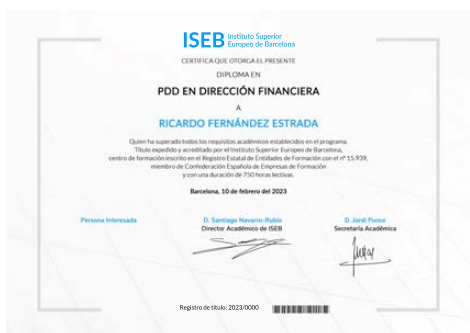 ISEB Instituto Superior
Europeo de Barcelona
CERTIFICA QUE OTORGA EL PRESENTE
DIPLOMA EN
PDD EN DIRECCIÓN FINANCIERA
A
RICARDO FERNÁNDEZ ESTRADA
Quien ha superado todos los requisitos académicos establecidos en el programa.
Título expedido y acreditado por el Instituto Superior Europeo de Barcelona,
centro de formación inscrito en el Registro Estatal de Entidades de Formación con el nº 15.939,
miembro de Confederación Española de Empresas de Formación
y con una duración de 750 horas lectivas.
Barcelona, 10 de febrero del 2023
Persona Interesada
D. Santiago Navarro-Rubio
Director Académico de ISEB
D. Jordi Ponce
Secretaría Académica
Registro de título: 2023/0000